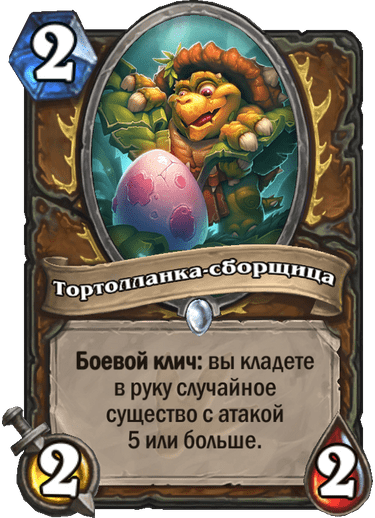 2
Тортолланка-сборщица
Боевой клич: вы кладете
в руку случайное
существо с атакой
5 или больше.
2
2